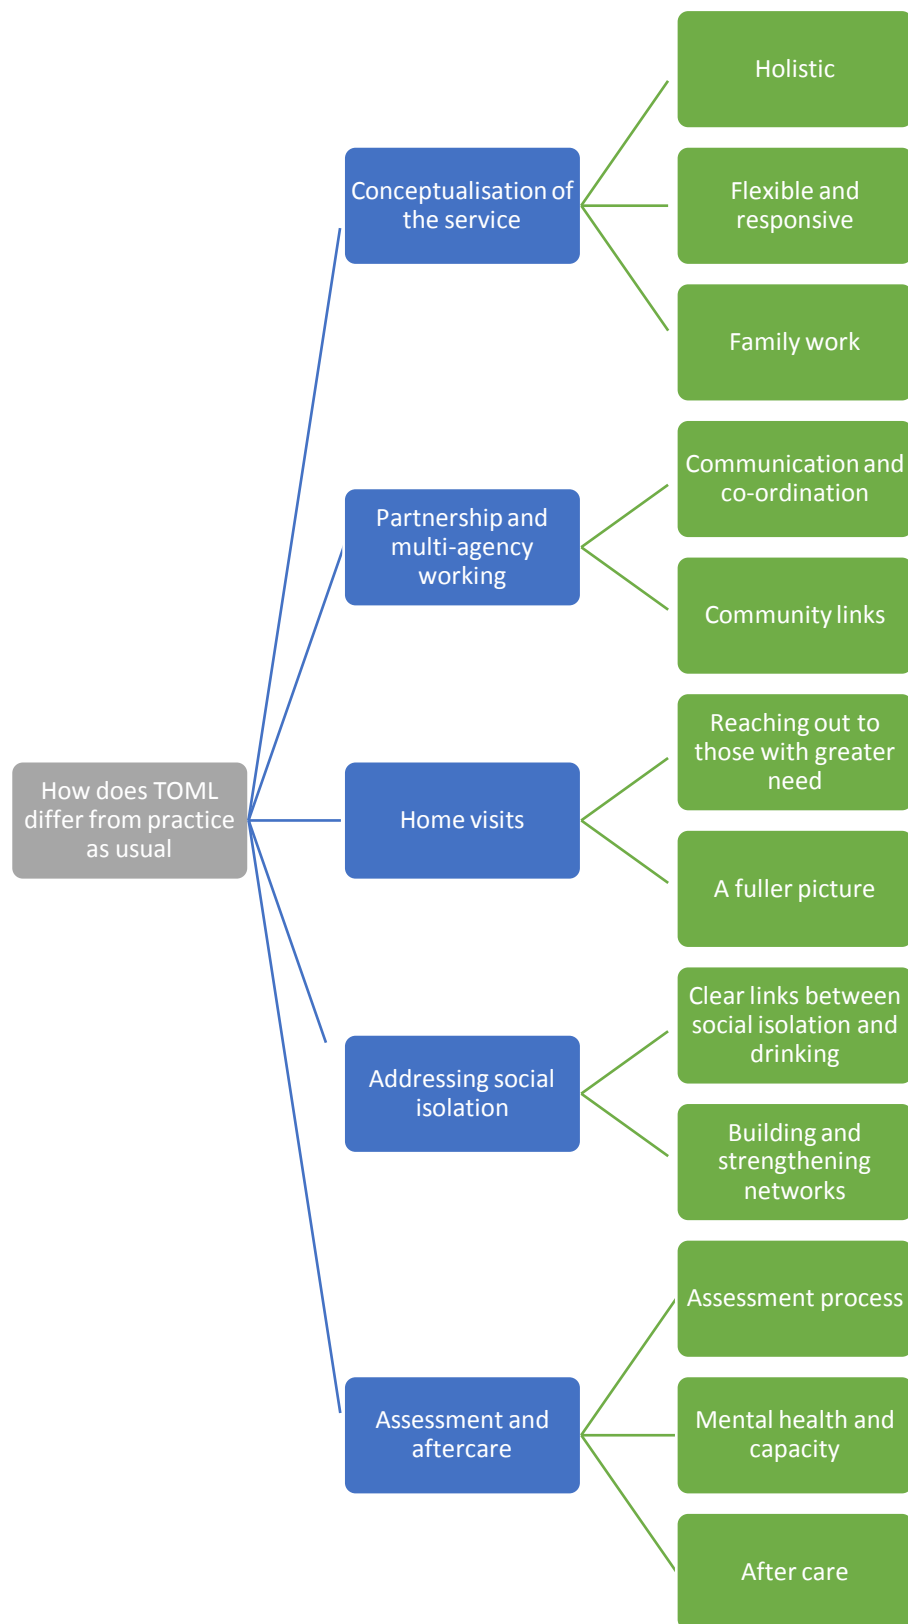 Holistic
Conceptualisation of
the service
Flexible and
responsive
Family work
Communication and
co-ordination
Partnership and
multi-agency
working
Community links
Reaching out to
those with greater
need
How does TOML
differ from practice
as usual
Home visits
A fuller picture
Clear links between
social isolation and
drinking
Addressing social
isolation
Building and
strengthening
networks
Assessment process
Assessment and
aftercare
Mental health and
capacity
After care